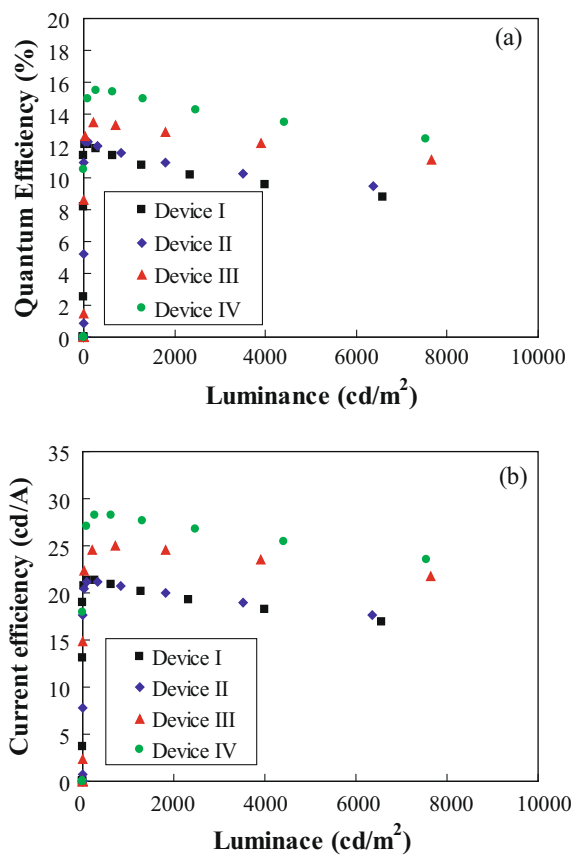 (a)
Quantum Efficiency (%)
20
18
16
14
12
10
8
6
4
2
0
Device I
Device II
Device III
Device IV
0 2000 4000 6000 8000 10000
Luminance (cd/m²)
(b)
Current efficiency (cd/A)
35
30
25
20
15
10
5
0
Device I
Device II
Device III
Device IV
0 2000 4000 6000 8000 10000
Luminace (cd/m²)